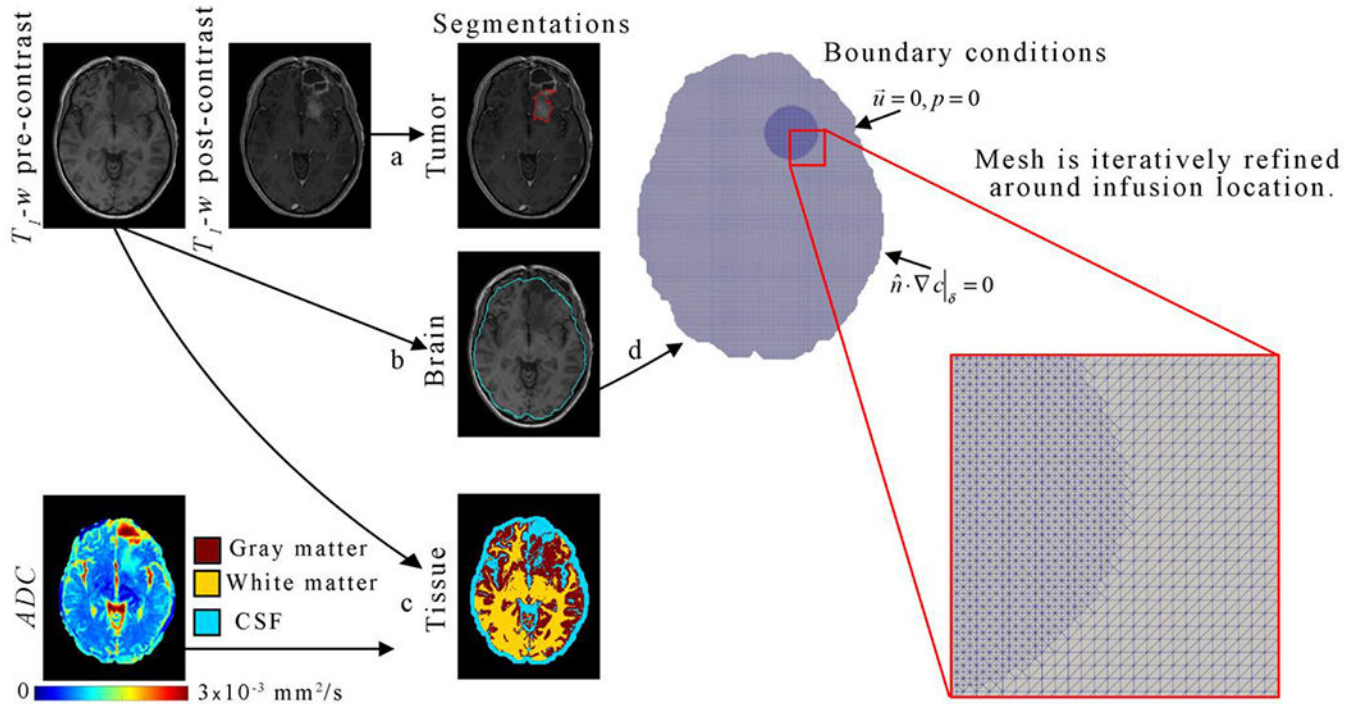 Segmentations
T₁-w pre-contrast
T₁-w post-contrast
a
Tumor
Boundary conditions
u⃗ = 0, p = 0
Mesh is iteratively refined
around infusion location.
n̂·∇c|δ = 0
b
Brain
d
ADC
Gray matter
White matter
CSF
c
Tissue
0
3x10⁻³ mm²/s